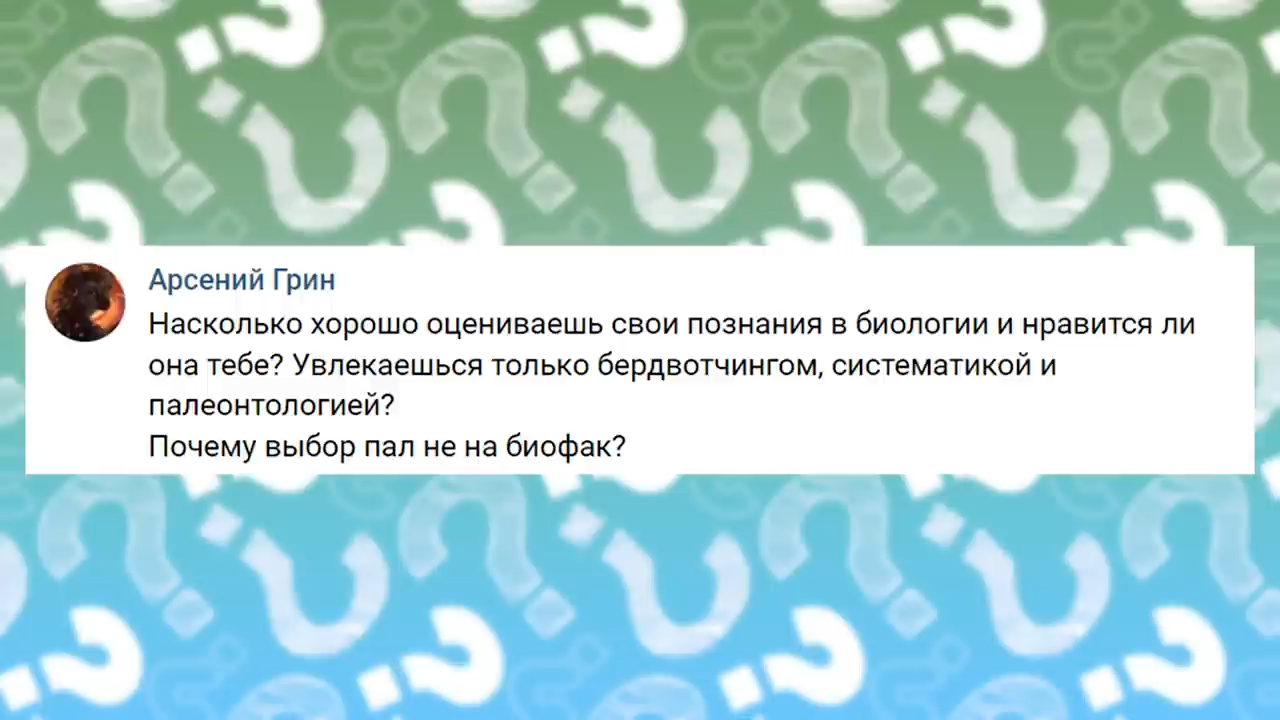 Арсений Грин
Насколько хорошо оцениваешь свои познания в биологии и нравится ли
она тебе? Увлекаешься только бердвотчингом, систематикой и
палеонтологией?
Почему выбор пал не на биофак?